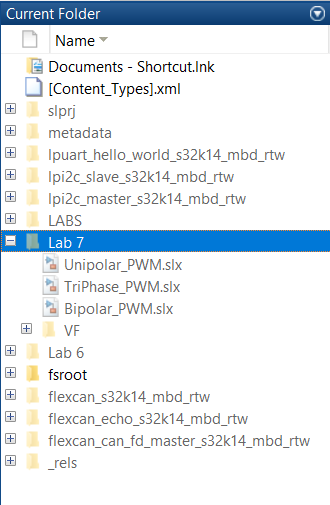 Current Folder
Name
Documents - Shortcut.lnk
[Content_Types].xml
slprj
metadata
lpuart_hello_world_s32k14_mbd_rtw
lpi2c_slave_s32k14_mbd_rtw
lpi2c_master_s32k14_mbd_rtw
LABS
Lab 7
Unipolar_PWM.slx
TriPhase_PWM.slx
Bipolar_PWM.slx
VF
Lab 6
fsroot
flexcan_s32k14_mbd_rtw
flexcan_echo_s32k14_mbd_rtw
flexcan_can_fd_master_s32k14_mbd_rtw
_rels